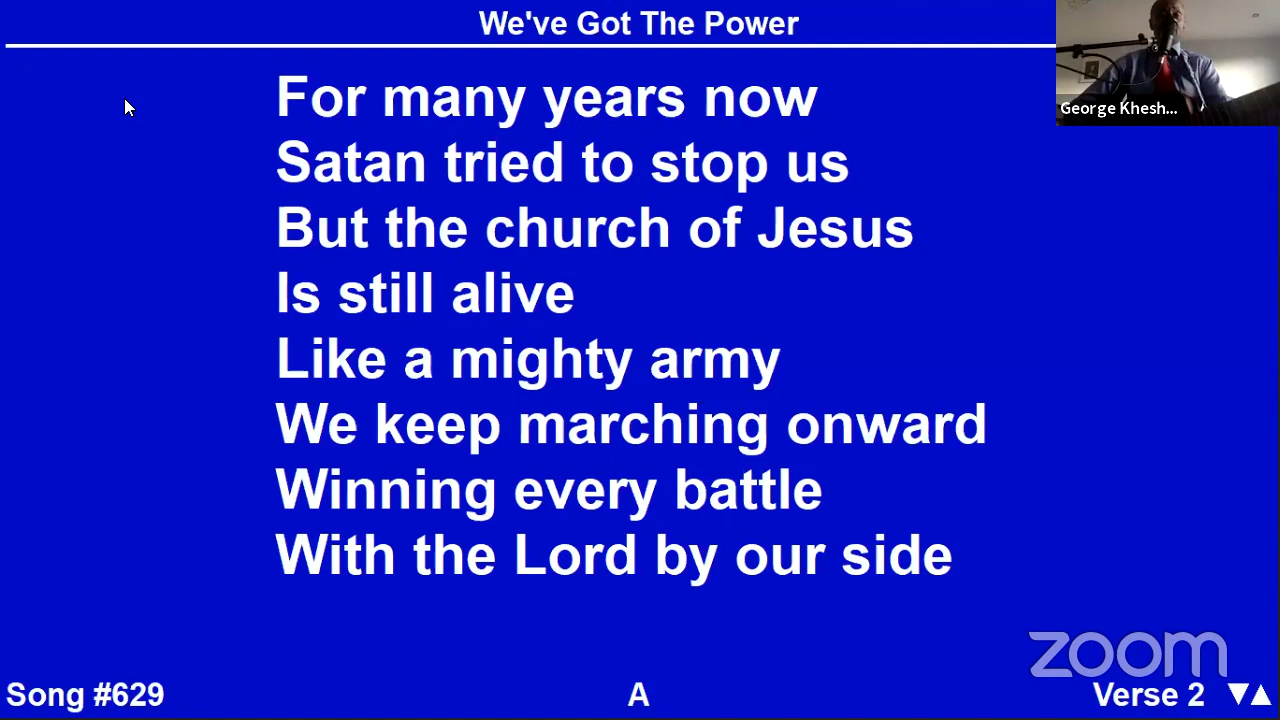 We've Got The Power
George Khesh...
For many years now
Satan tried to stop us
But the church of Jesus
Is still alive
Like a mighty army
We keep marching onward
Winning every battle
With the Lord by our side
zoom
Song #629
A
Verse 2